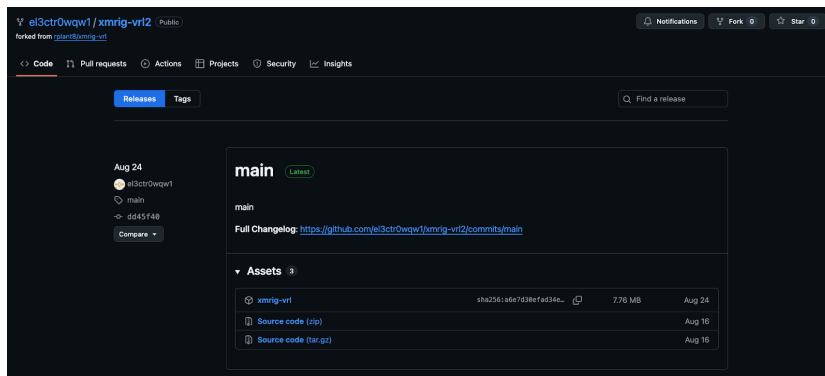 el3ctr0wqw1 / xmrig-vrl2 Public
Notifications Fork 0 Star 0
forked from rplant8/xmrig-vrl
Code Pull requests Actions Projects Security Insights
Releases Tags
Find a release
Aug 24
el3ctr0wqw1
main
dd45f40
Compare
main Latest
main
Full Changelog: https://github.com/el3ctr0wqw1/xmrig-vrl2/commits/main
Assets 3
xmrig-vrl sha256:a6e7d30efad34e… 7.76 MB Aug 24
Source code (zip) Aug 16
Source code (tar.gz) Aug 16